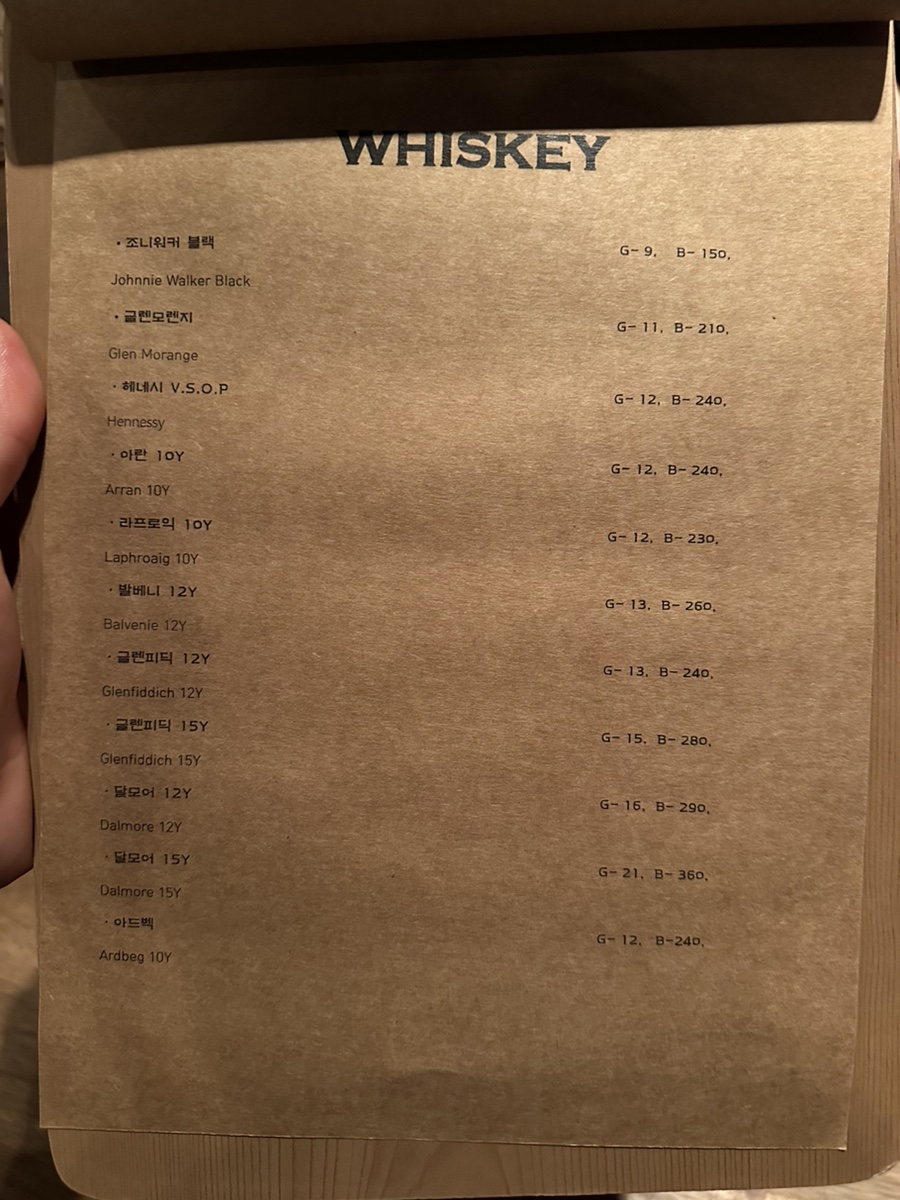 WHISKEY
· 조니워커 블랙 G- 9, B- 150,
Johnnie Walker Black
· 글렌모렌지 G- 11, B- 210,
Glen Morange
· 헤네시 V.S.O.P G- 12, B- 240,
Hennessy
· 아란 10Y G- 12, B- 240,
Arran 10Y
· 라프로익 10Y G- 12, B- 230,
Laphroaig 10Y
· 발베니 12Y G- 13, B- 260,
Balvenie 12Y
· 글렌피딕 12Y G- 13, B- 240,
Glenfiddich 12Y
· 글렌피딕 15Y G- 15, B- 280,
Glenfiddich 15Y
· 달모어 12Y G- 16, B- 290,
Dalmore 12Y
· 달모어 15Y G- 21, B- 360,
Dalmore 15Y
· 아드벡 G- 12, B-240,
Ardbeg 10Y